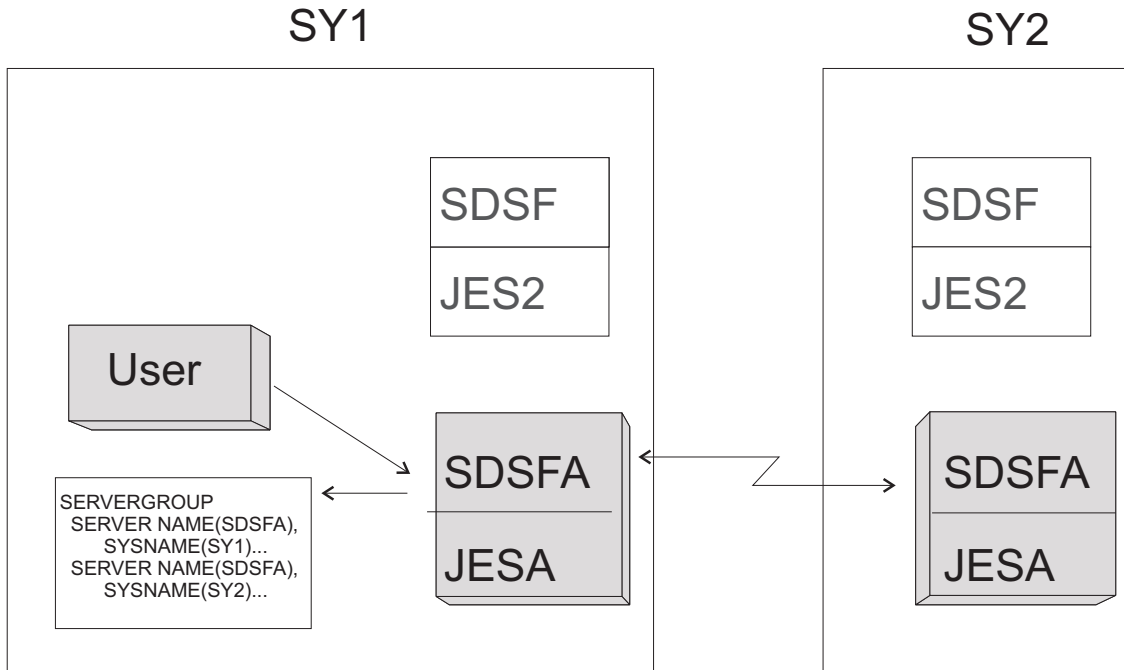 SY1
SY2
SDSF
JES2
SDSF
JES2
User
SDSFA
JESA
SDSFA
JESA
SERVERGROUP
SERVER NAME(SDSFA),
SYSNAME(SY1)...
SERVER NAME(SDSFA),
SYSNAME(SY2)...